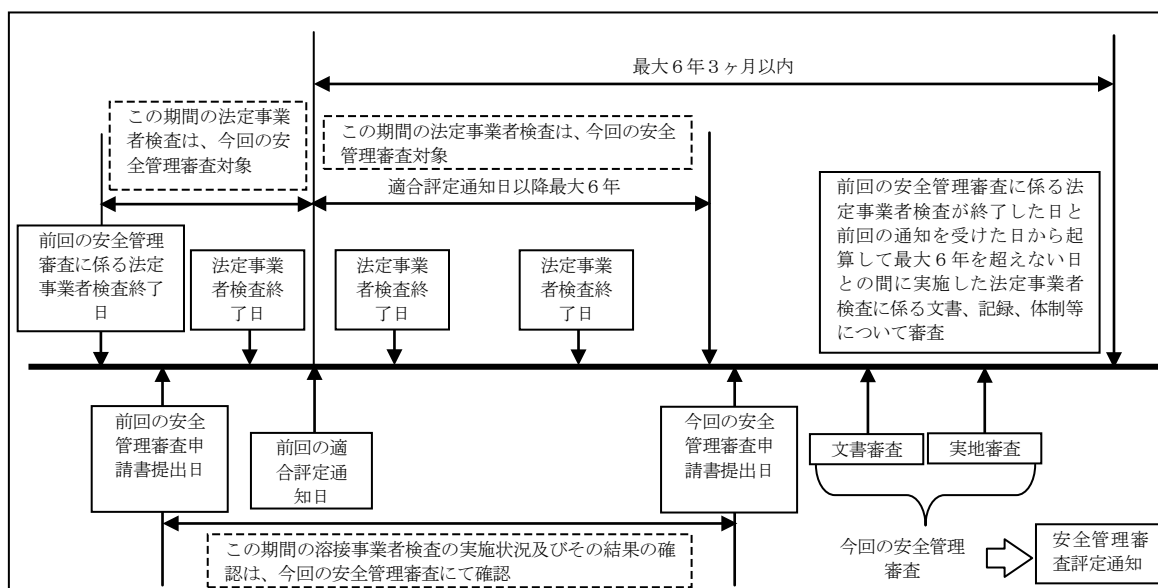 最大６年３ヶ月以内
この期間の法定事業
者検査は、今回の安
全管理審査対象
この期間の法定事業者検査は、今回の安全
管理審査対象
適合評定通知日以降最大６年
前回の安全管理審査に係る法
定事業者検査が終了した日と
前回の通知を受けた日から起
算して最大６年を超えない日
との間に実施した法定事業者
検査に係る文書、記録、体制等
について審査
前回の安全管理
審査に係る法定
事業者検査終了
日
法定事業
者検査終
了日
法定事業
者検査終
了日
法定事業
者検査終
了日
前回の安全
管理審査申
請書提出日
前回の適
合評定通
知日
今回の安全
管理審査申
請書提出日
文書審査
実地審査
この期間の溶接事業者検査の実施状況及びその結果の確
認は、今回の安全管理審査にて確認
今回の安全管理
審査
安全管理審
査評定通知